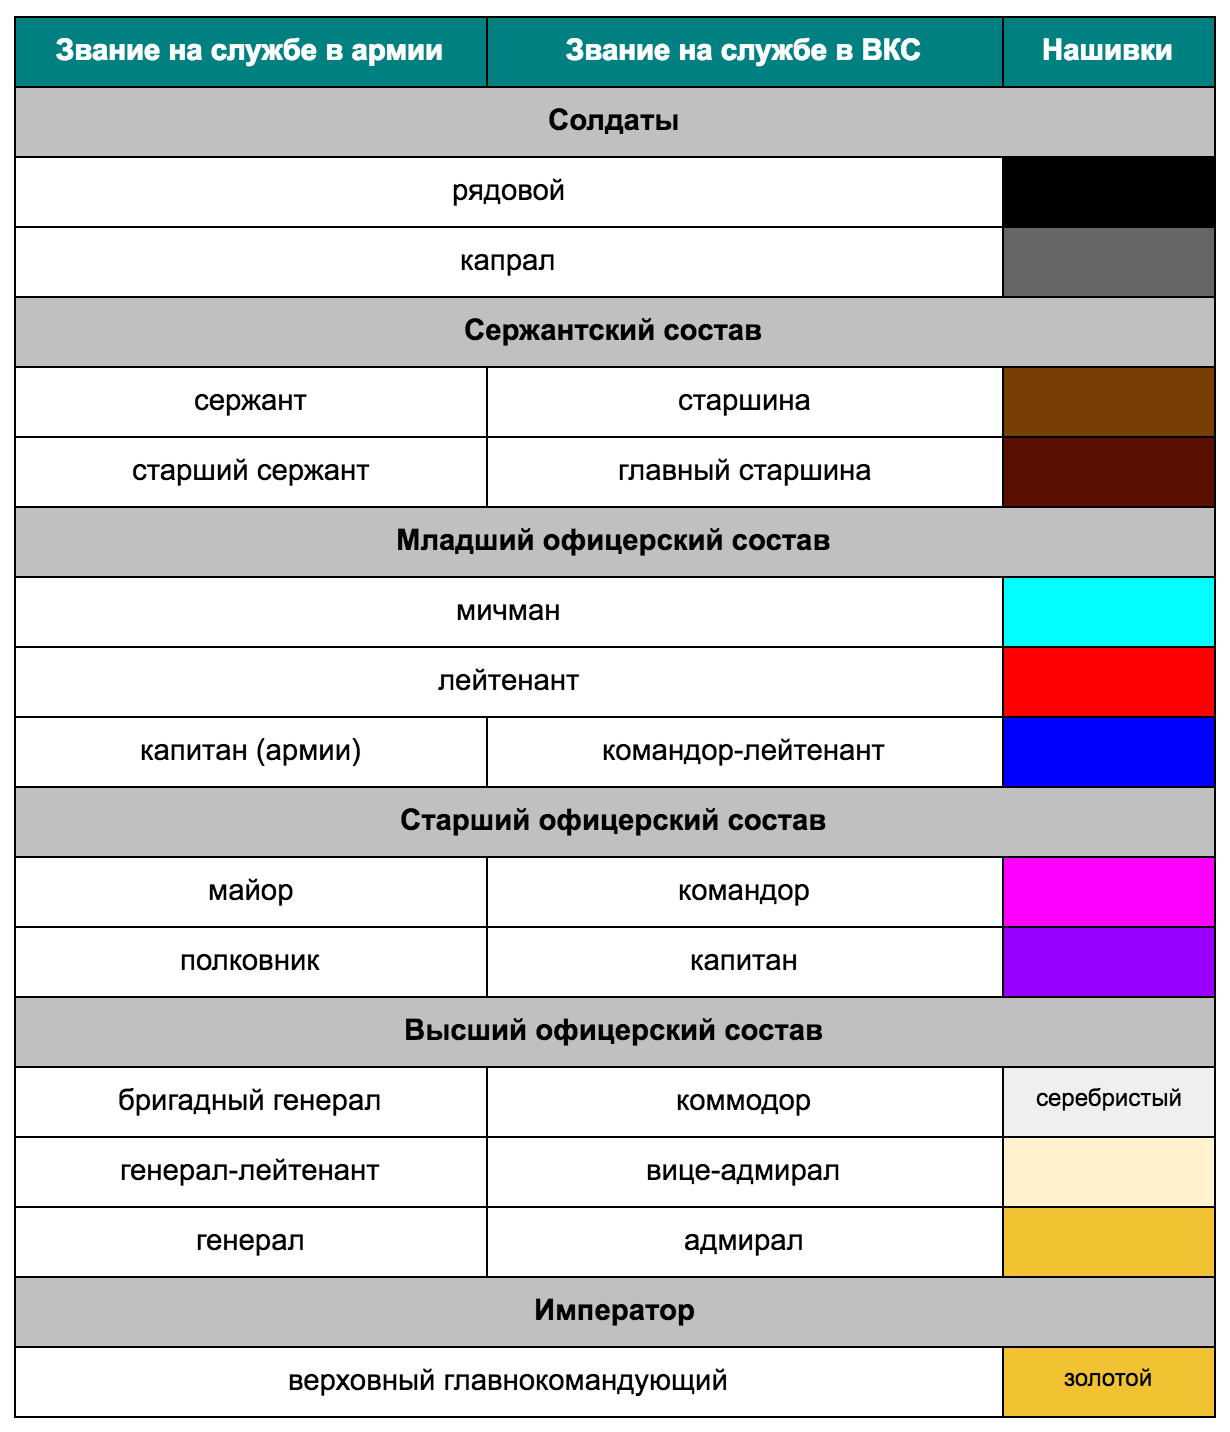 Звание на службе в армии Звание на службе в ВКС Нашивки
Солдаты
рядовой
капрал
Сержантский состав
сержант старшина
старший сержант главный старшина
Младший офицерский состав
мичман
лейтенант
капитан (армии) командор-лейтенант
Старший офицерский состав
майор командор
полковник капитан
Высший офицерский состав
бригадный генерал коммодор серебристый
генерал-лейтенант вице-адмирал
генерал адмирал
Император
верховный главнокомандующий золотой